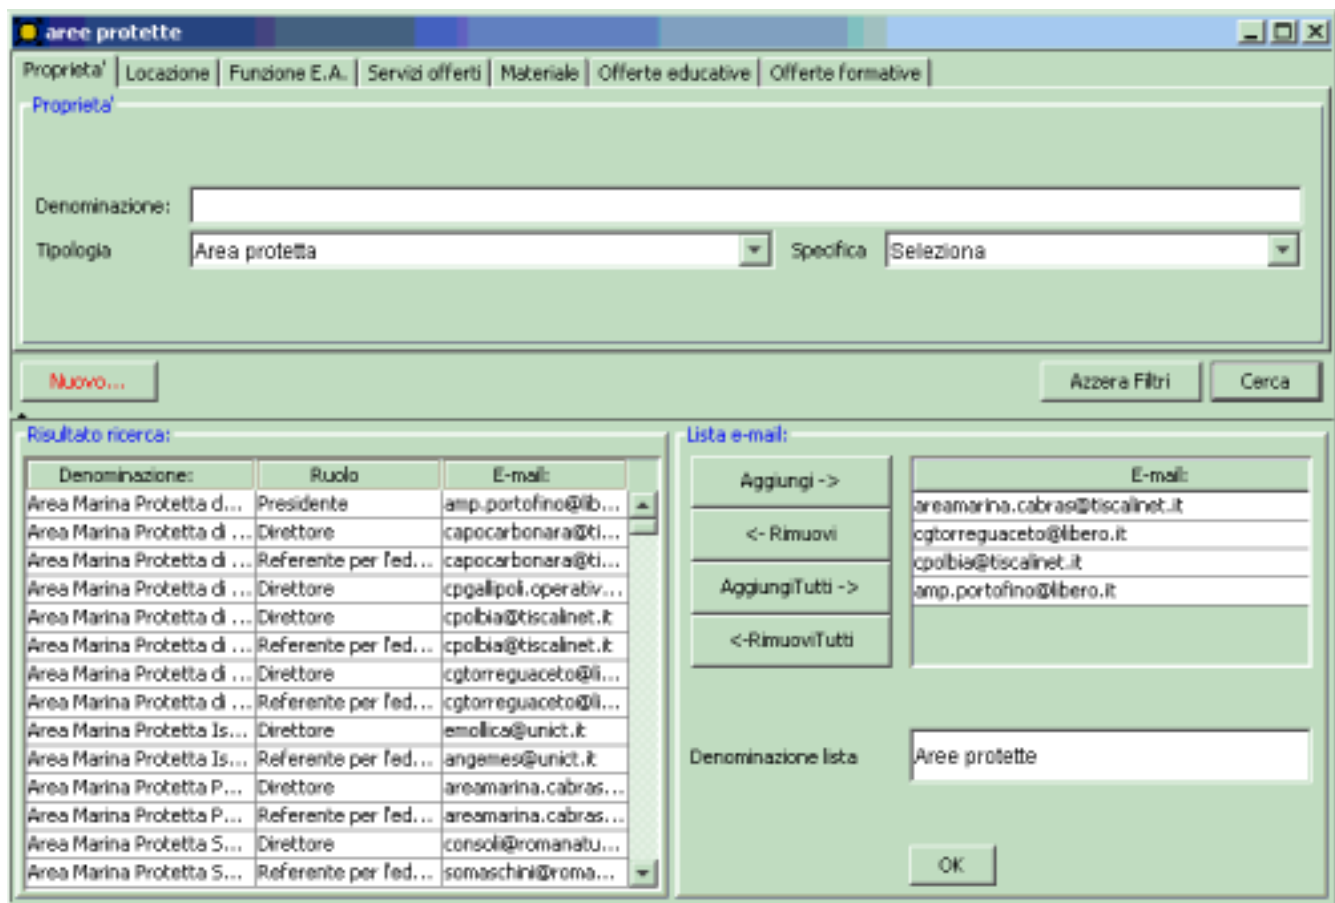 aree protette
Proprieta' Locazione Funzione E.A. Servizi offerti Materiale Offerte educative Offerte formative
Proprieta'
Denominazione:
Tipologia Area protetta Specifica Seleziona
Nuovo... Azzera Filtri Cerca
Risultato ricerca:
Denominazione: Ruolo E-mail:
Area Marina Protetta d... Presidente amp.portofino@lib...
Area Marina Protetta di ... Direttore capocarbonara@ti...
Area Marina Protetta di ... Referente per l'ed... capocarbonara@ti...
Area Marina Protetta di ... Direttore cpgallipoli.operativ...
Area Marina Protetta di ... Direttore cpolbia@tiscalinet.it
Area Marina Protetta di ... Referente per l'ed... cpolbia@tiscalinet.it
Area Marina Protetta di ... Direttore cgtorreguaceto@li...
Area Marina Protetta di ... Referente per l'ed... cgtorreguaceto@li...
Area Marina Protetta Is... Direttore emollica@unict.it
Area Marina Protetta Is... Referente per l'ed... angemes@unict.it
Area Marina Protetta P... Direttore areamarina.cabras...
Area Marina Protetta P... Referente per l'ed... areamarina.cabras...
Area Marina Protetta S... Direttore consoli@romanatu...
Area Marina Protetta S... Referente per l'ed... somaschini@roma...
Lista e-mail:
Aggiungi ->
<- Rimuovi
AggiungiTutti ->
<-RimuoviTutti
E-mail:
areamarina.cabras@tiscalinet.it
cgtorreguaceto@libero.it
cpolbia@tiscalinet.it
amp.portofino@libero.it
Denominazione lista Aree protette
OK